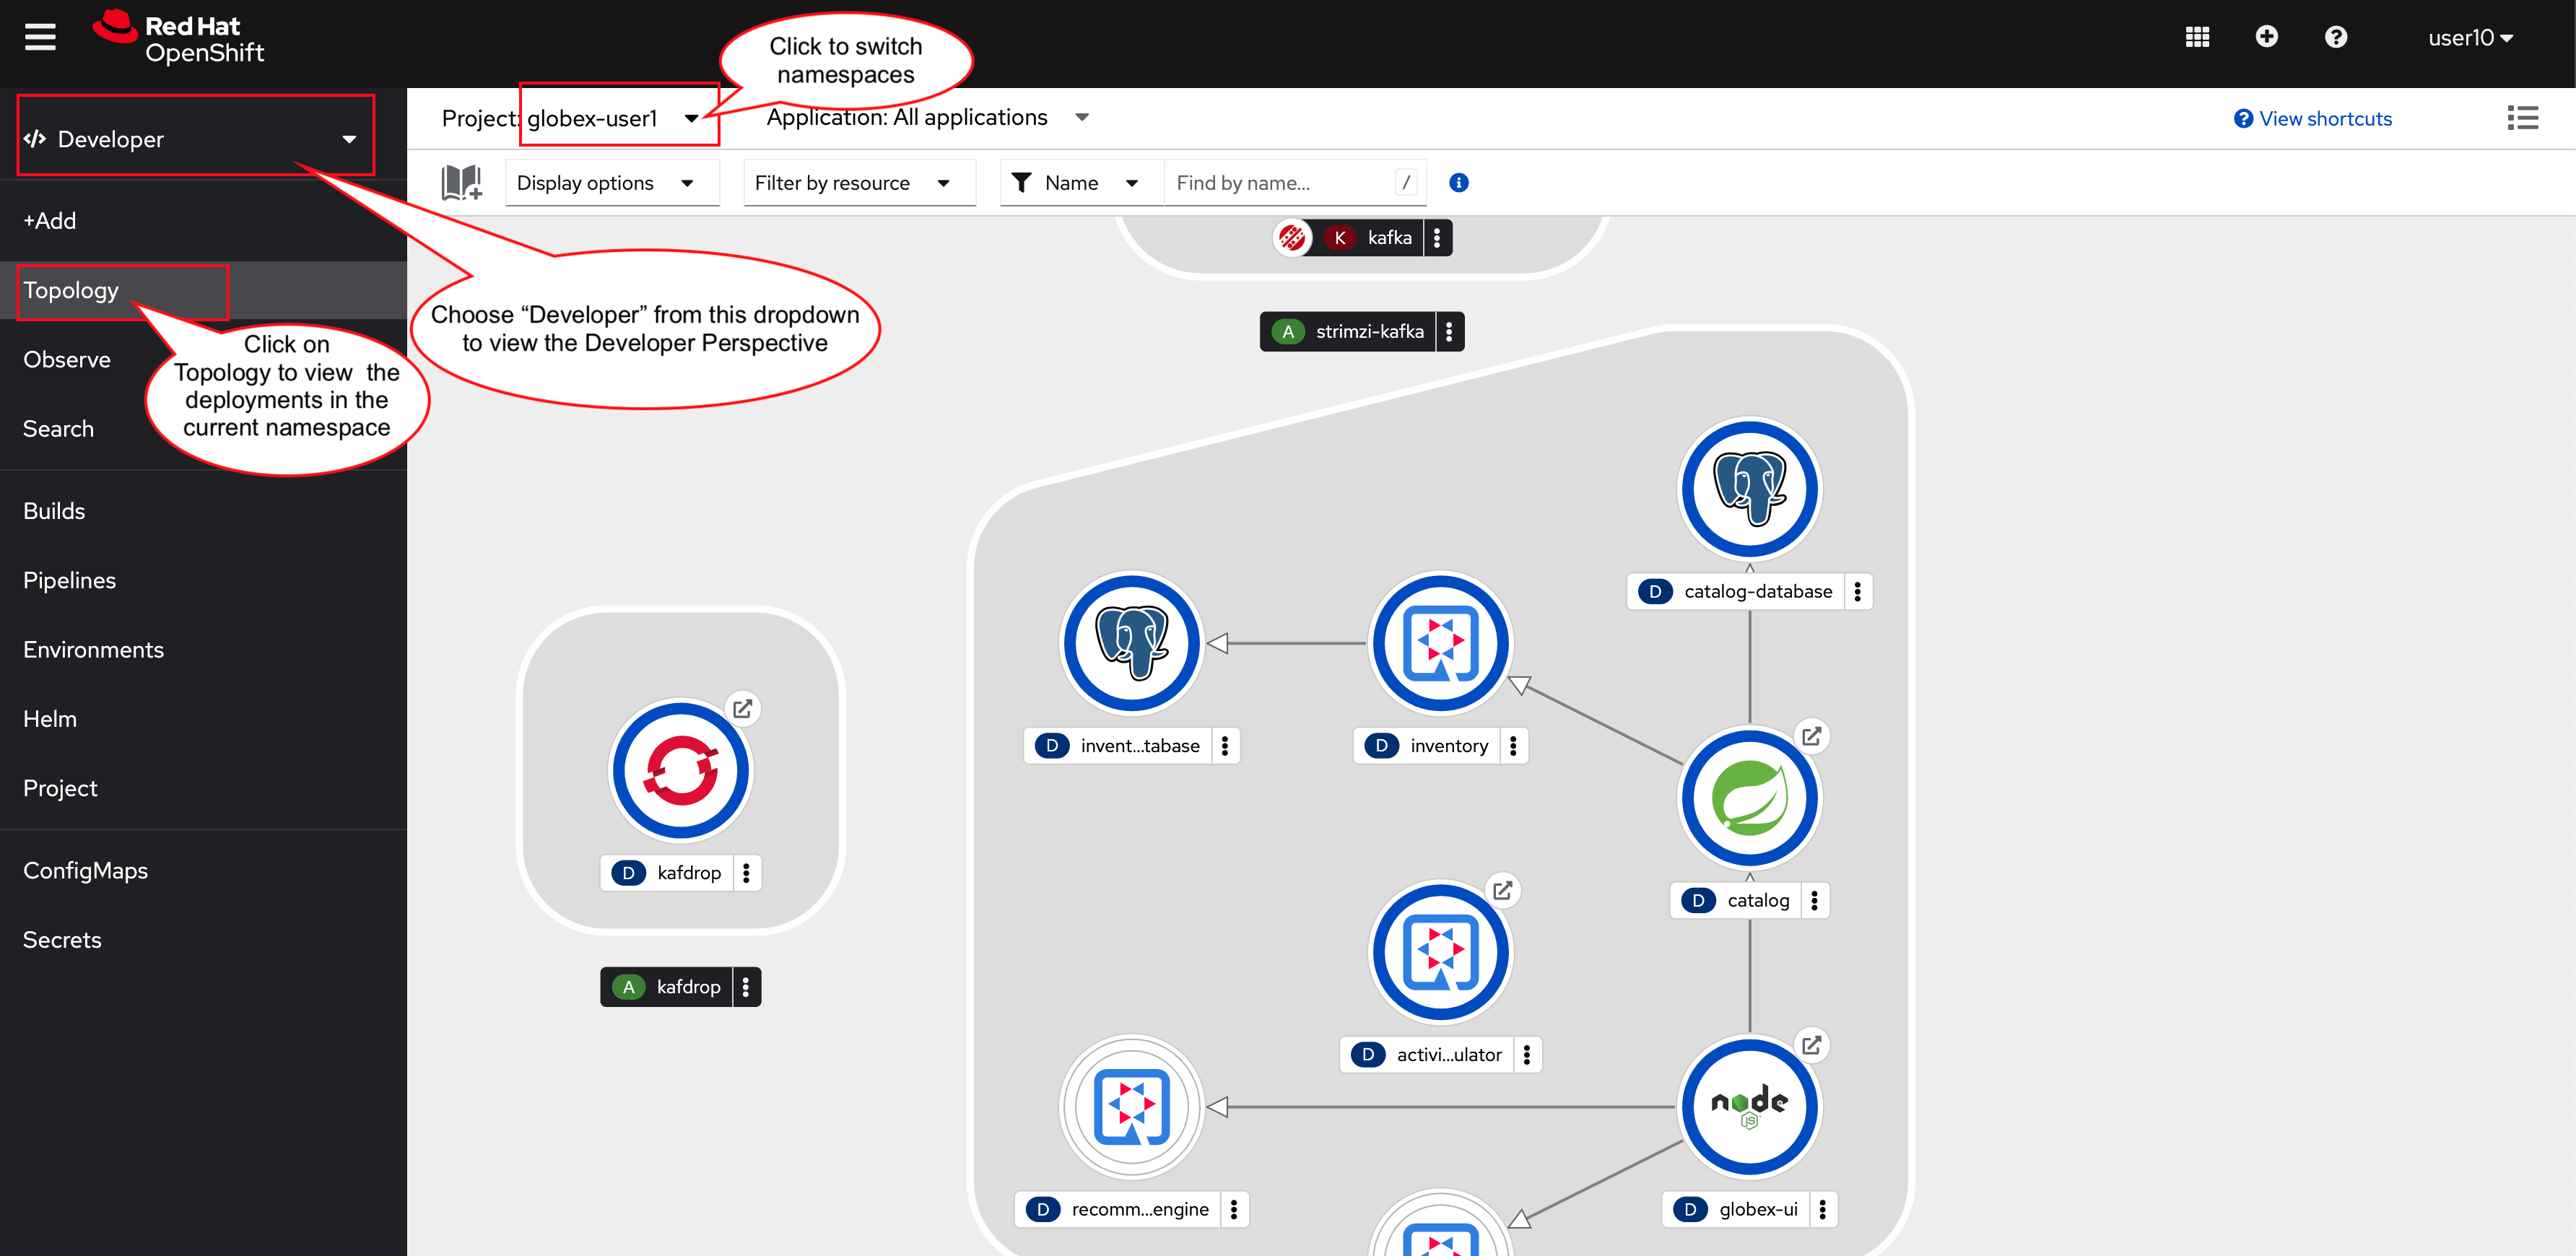 Red Hat
OpenShift
user10
Click to switch
namespaces
Developer
Project: globex-user1
Application: All applications
View shortcuts
Display options
Filter by resource
Name
Find by name...
/
+Add
Topology
Observe
Search
Builds
Pipelines
Environments
Helm
Project
ConfigMaps
Secrets
Choose “Developer” from this dropdown
to view the Developer Perspective
Click on
Topology to view the
deployments in the
current namespace
K kafka
A strimzi-kafka
D catalog-database
D invent...tabase
D inventory
D kafdrop
D catalog
A kafdrop
D activi...ulator
node
JS
D recomm...engine
D globex-ui